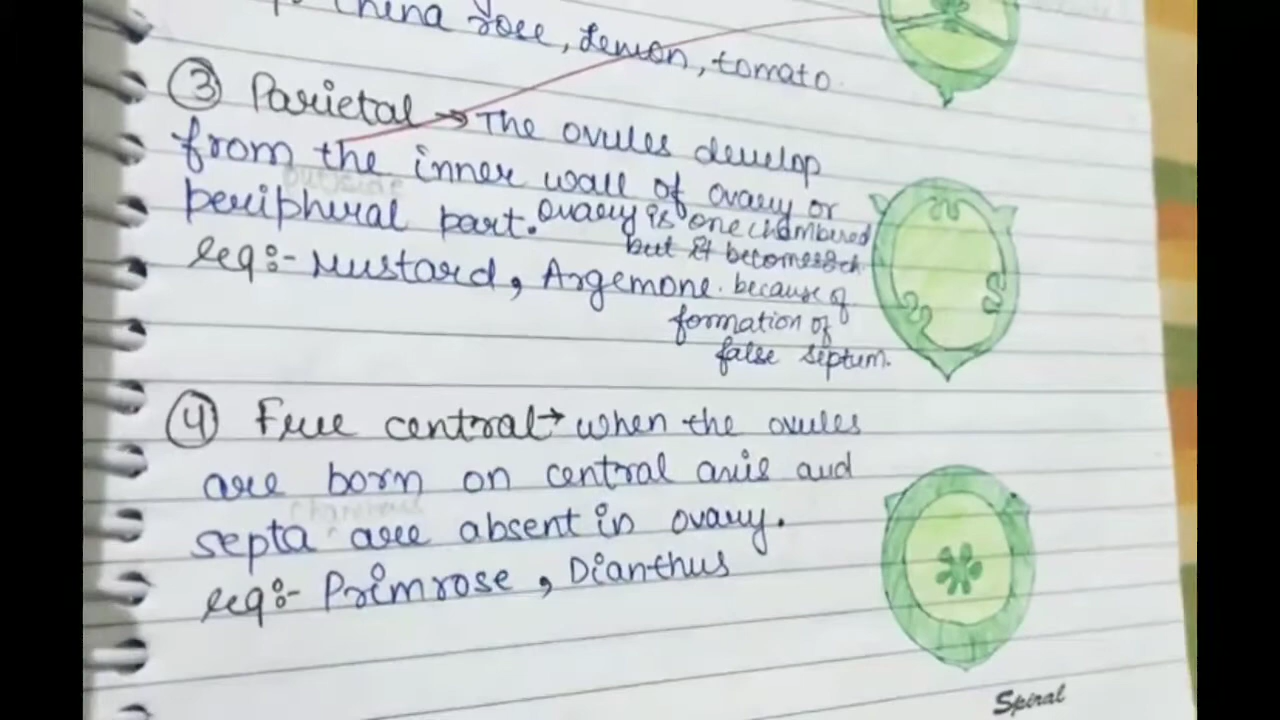 China rose, Lemon, tomato
③ Parietal → The ovules develop
from the inner wall of ovary or
peripheral part. Ovary is one chambered
but it becomes 2 ch
eg:- Mustard, Argemone. because of
formation of
false septum.
④ Free central → when the ovules
are born on central axis and
septa are absent in ovary.
eg:- Primrose, Dianthus
Spiral